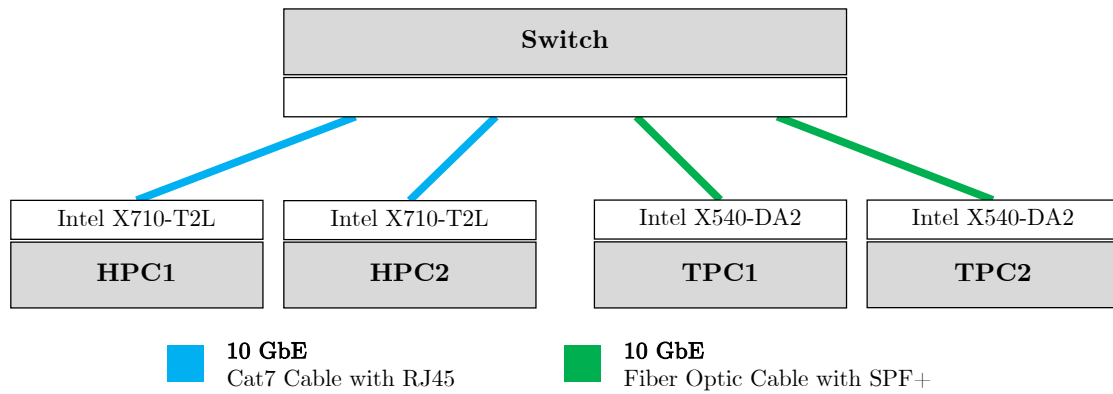 Switch
Intel X710-T2L
Intel X710-T2L
Intel X540-DA2
Intel X540-DA2
HPC1
HPC2
TPC1
TPC2
10 GbE
Cat7 Cable with RJ45
10 GbE
Fiber Optic Cable with SPF+